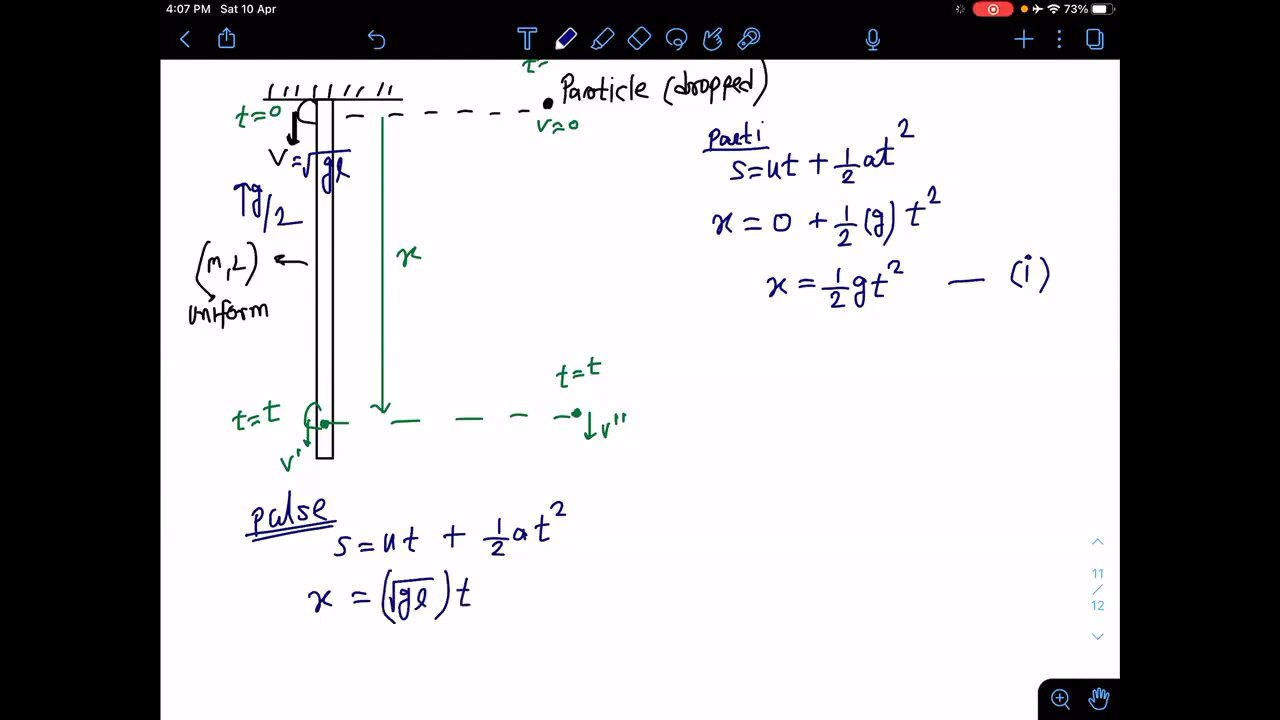 4:07 PM Sat 10 Apr
73%
t=
Particle (dropped)
t=0
v=0
V=√gl
↑g/2
(m,L)
uniform
x
t=t
t=t
v'
v''
Parti
s=ut+½at²
x=0+½(g)t²
x=½gt² — (i)
pulse
s=ut+½at²
x=(√gl)t
11
/
12